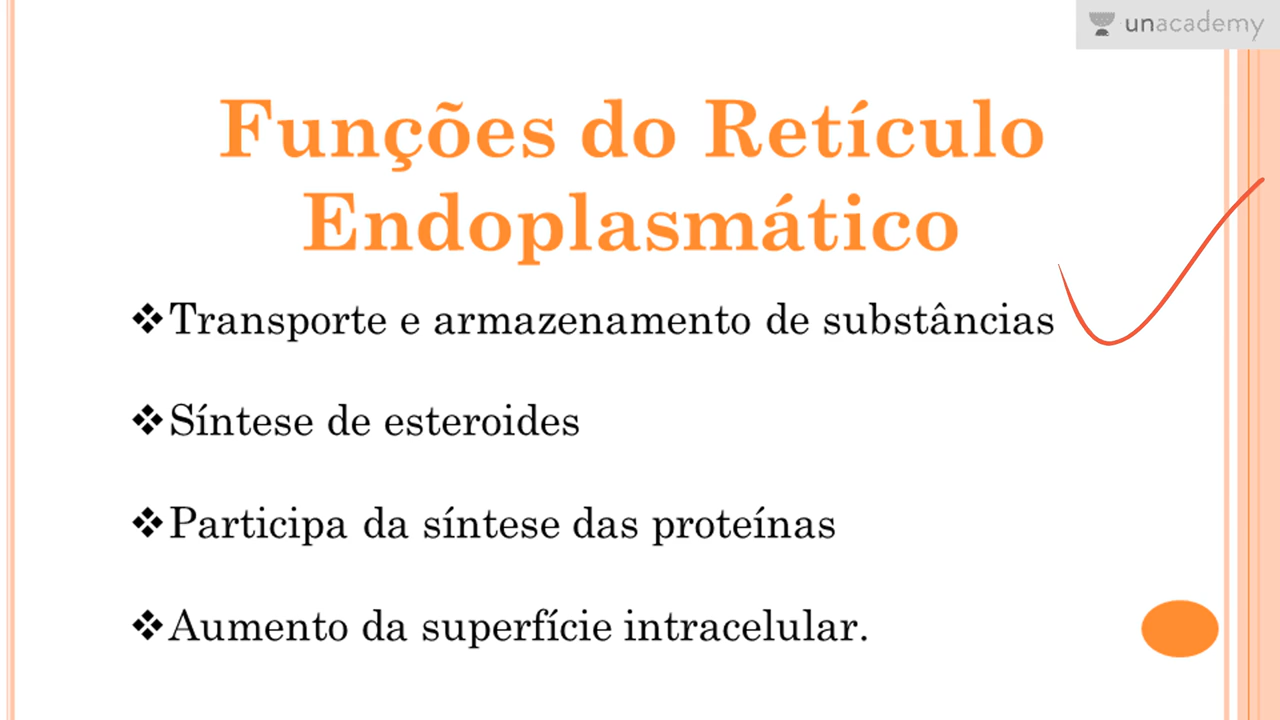 unacademy
Funções do Retículo
Endoplasmático
❖Transporte e armazenamento de substâncias
❖Síntese de esteroides
❖Participa da síntese das proteínas
❖Aumento da superfície intracelular.